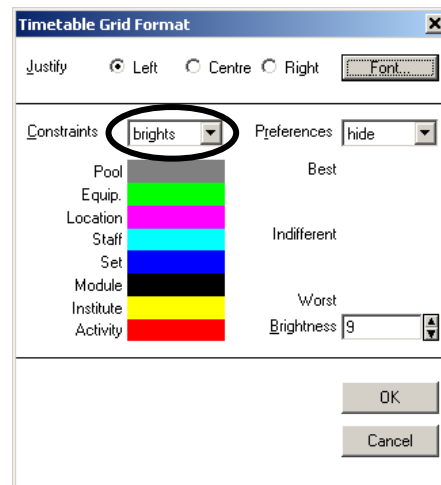 Timetable Grid Format
Justify Left Centre Right Font...
Constraints brights Preferences hide
Pool Best
Equip.
Location
Staff Indifferent
Set
Module
Institute Worst
Activity Brightness 9
OK
Cancel